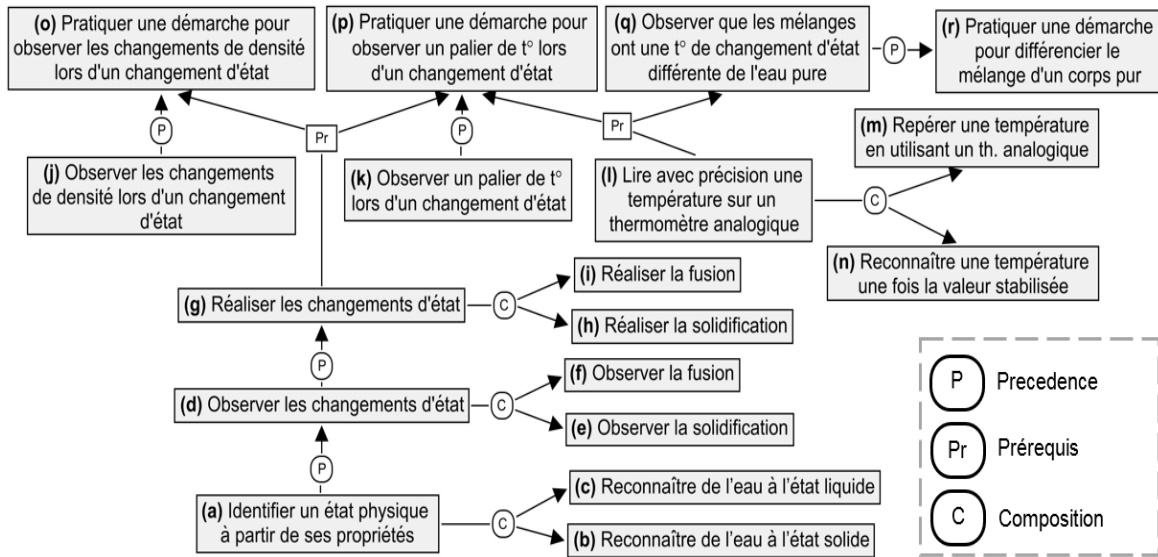 (o) Pratiquer une démarche pour
observer les changements de densité
lors d'un changement d'état
(p) Pratiquer une démarche pour
observer un palier de t° lors
d'un changement d'état
(q) Observer que les mélanges
ont une t° de changement d'état
différente de l'eau pure
P
(r) Pratiquer une démarche
pour différencier le
mélange d'un corps pur
P
Pr
P
Pr
(j) Observer les changements
de densité lors d'un changement
d'état
(k) Observer un palier de t°
lors d'un changement d'état
(l) Lire avec précision une
température sur un
thermomètre analogique
C
(m) Repérer une température
en utilisant un th. analogique
(n) Reconnaître une température
une fois la valeur stabilisée
(g) Réaliser les changements d'état
C
(i) Réaliser la fusion
(h) Réaliser la solidification
P
(d) Observer les changements d'état
C
(f) Observer la fusion
(e) Observer la solidification
P
(a) Identifier un état physique
à partir de ses propriétés
C
(c) Reconnaître de l'eau à l'état liquide
(b) Reconnaître de l'eau à l'état solide
P Precedence
Pr Prérequis
C Composition